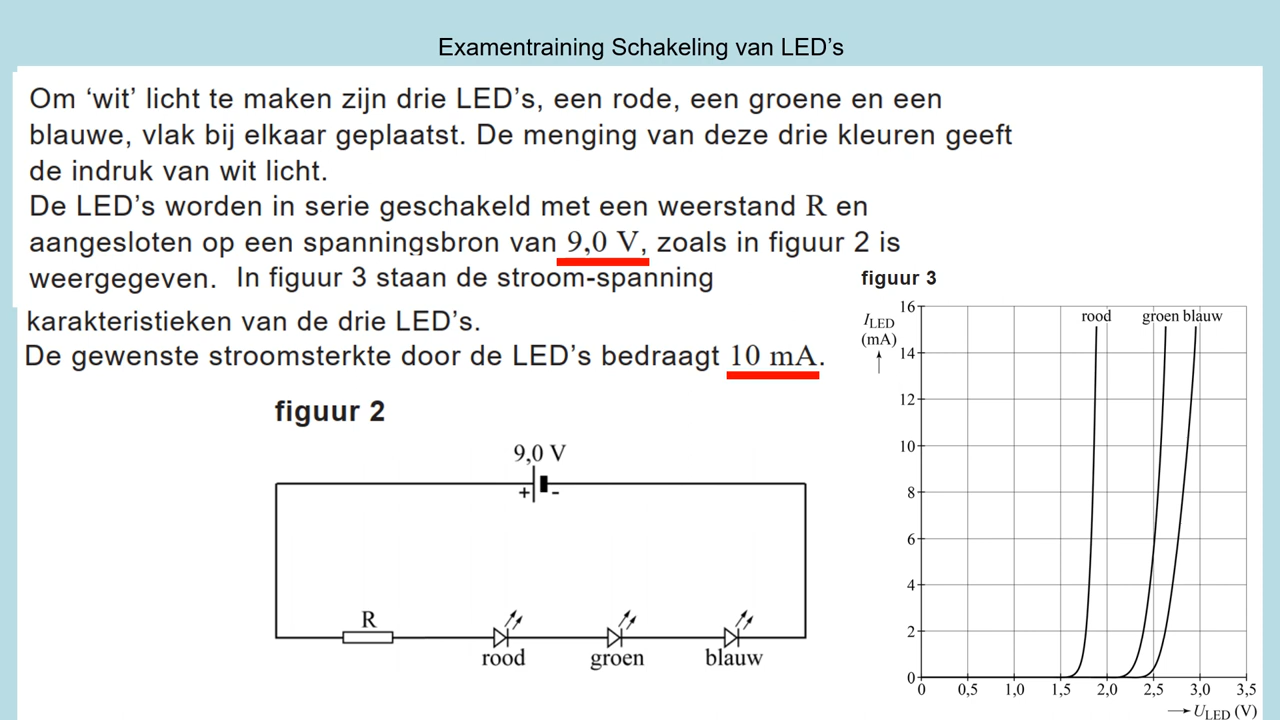 Examentraining Schakeling van LED's
Om ‘wit’ licht te maken zijn drie LED’s, een rode, een groene en een
blauwe, vlak bij elkaar geplaatst. De menging van deze drie kleuren geeft
de indruk van wit licht.
De LED’s worden in serie geschakeld met een weerstand R en
aangesloten op een spanningsbron van 9,0 V, zoals in figuur 2 is
weergegeven. In figuur 3 staan de stroom-spanning
karakteristieken van de drie LED’s.
De gewenste stroomsterkte door de LED’s bedraagt 10 mA.
figuur 2
9,0 V
+ -
R
rood groen blauw
figuur 3
I LED
(mA)
rood groen blauw
16
14
12
10
8
6
4
2
0
0 0,5 1,0 1,5 2,0 2,5 3,0 3,5
U LED (V)